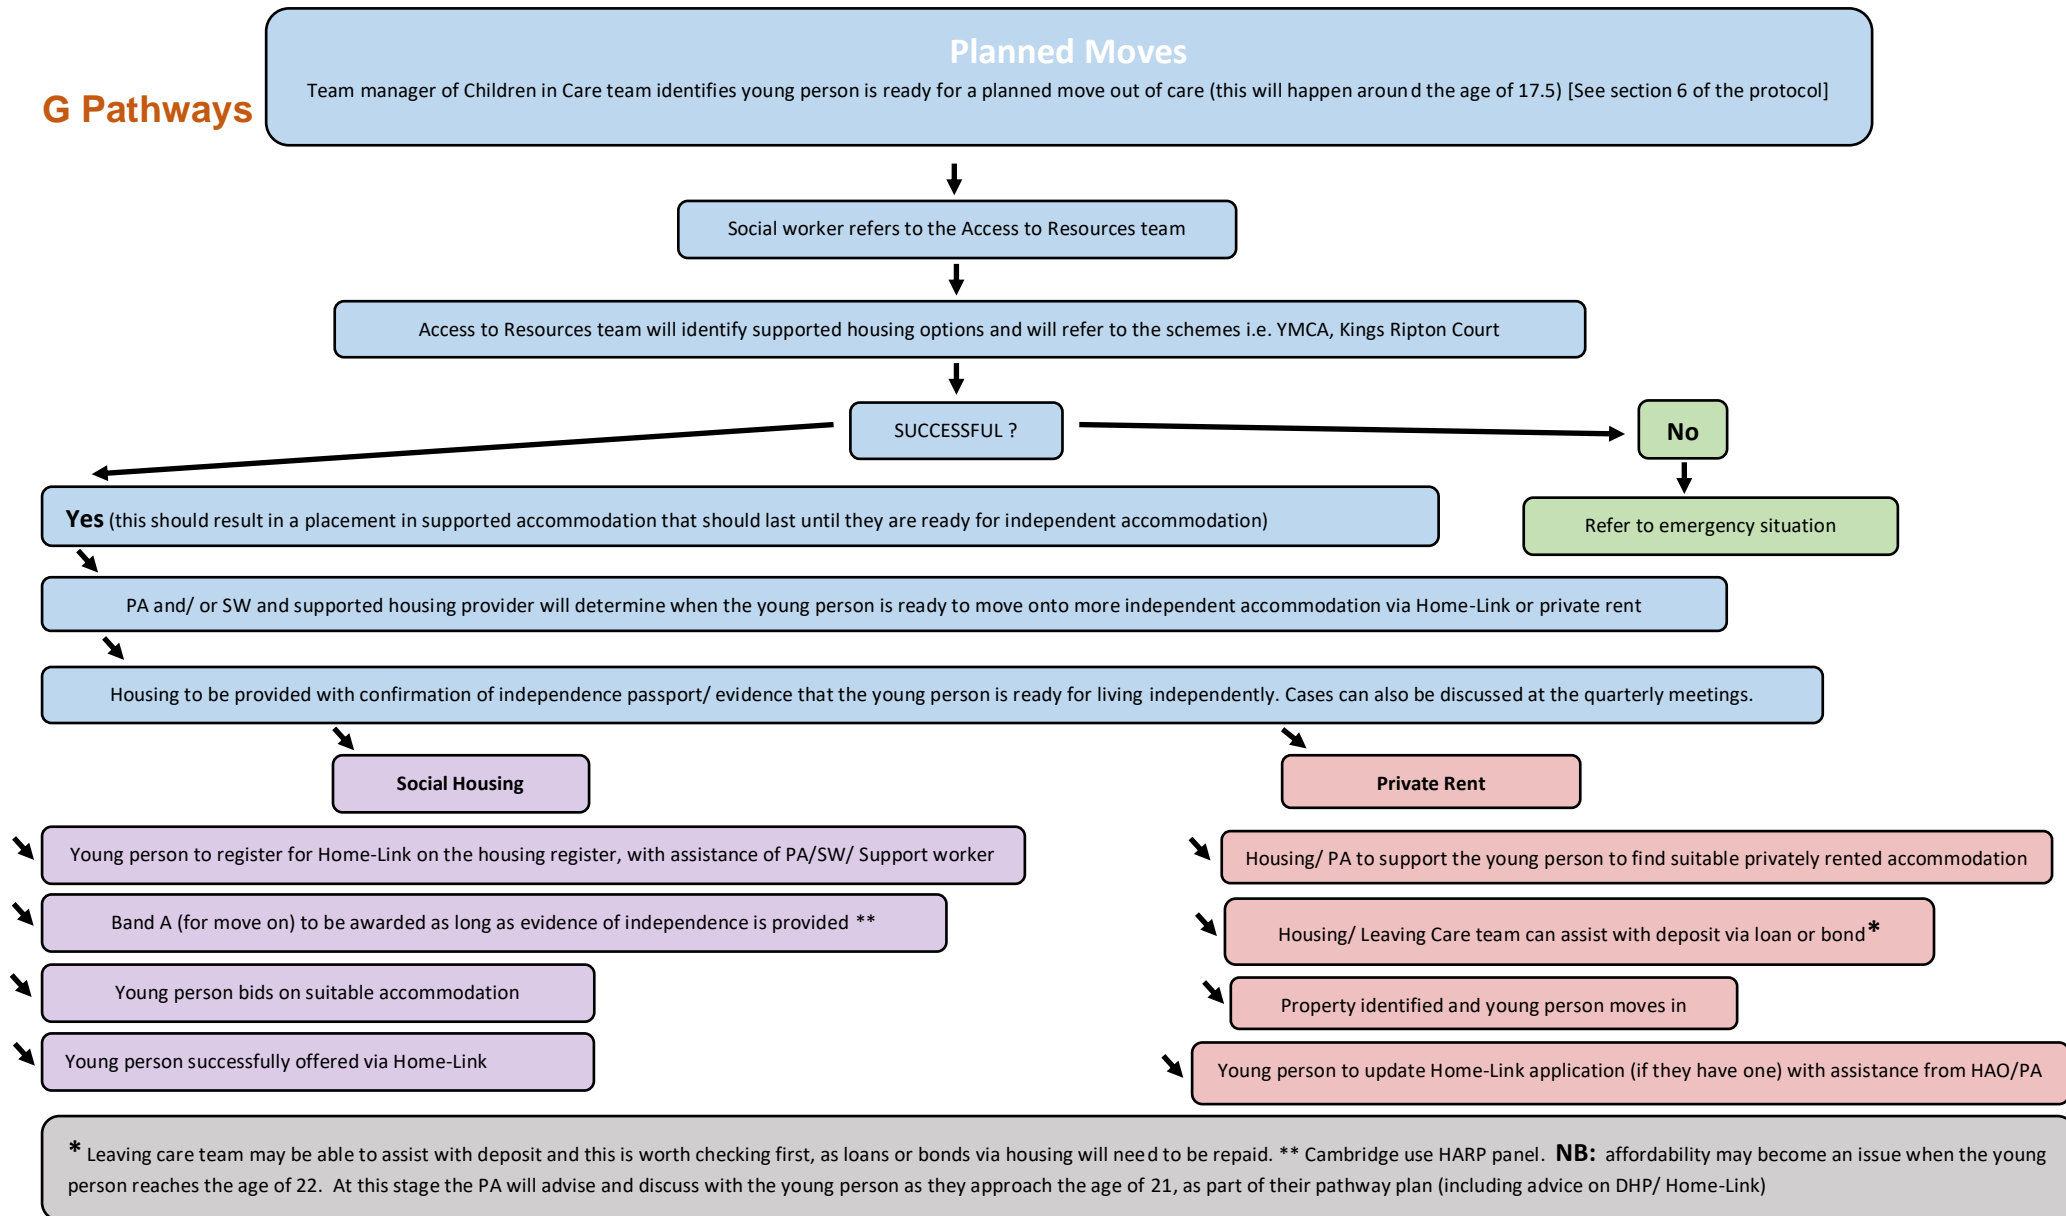 Planned Moves
Team manager of Children in Care team identifies young person is ready for a planned move out of care (this will happen around the age of 17.5) [See section 6 of the protocol]
G Pathways
Social worker refers to the Access to Resources team
Access to Resources team will identify supported housing options and will refer to the schemes i.e. YMCA, Kings Ripton Court
SUCCESSFUL ?
No
Yes (this should result in a placement in supported accommodation that should last until they are ready for independent accommodation)
Refer to emergency situation
PA and/ or SW and supported housing provider will determine when the young person is ready to move onto more independent accommodation via Home-Link or private rent
Housing to be provided with confirmation of independence passport/ evidence that the young person is ready for living independently. Cases can also be discussed at the quarterly meetings.
Social Housing
Young person to register for Home-Link on the housing register, with assistance of PA/SW/ Support worker
Band A (for move on) to be awarded as long as evidence of independence is provided **
Young person bids on suitable accommodation
Young person successfully offered via Home-Link
Private Rent
Housing/ PA to support the young person to find suitable privately rented accommodation
Housing/ Leaving Care team can assist with deposit via loan or bond*
Property identified and young person moves in
Young person to update Home-Link application (if they have one) with assistance from HAO/PA
* Leaving care team may be able to assist with deposit and this is worth checking first, as loans or bonds via housing will need to be repaid. ** Cambridge use HARP panel. NB: affordability may become an issue when the young
person reaches the age of 22. At this stage the PA will advise and discuss with the young person as they approach the age of 21, as part of their pathway plan (including advice on DHP/ Home-Link)